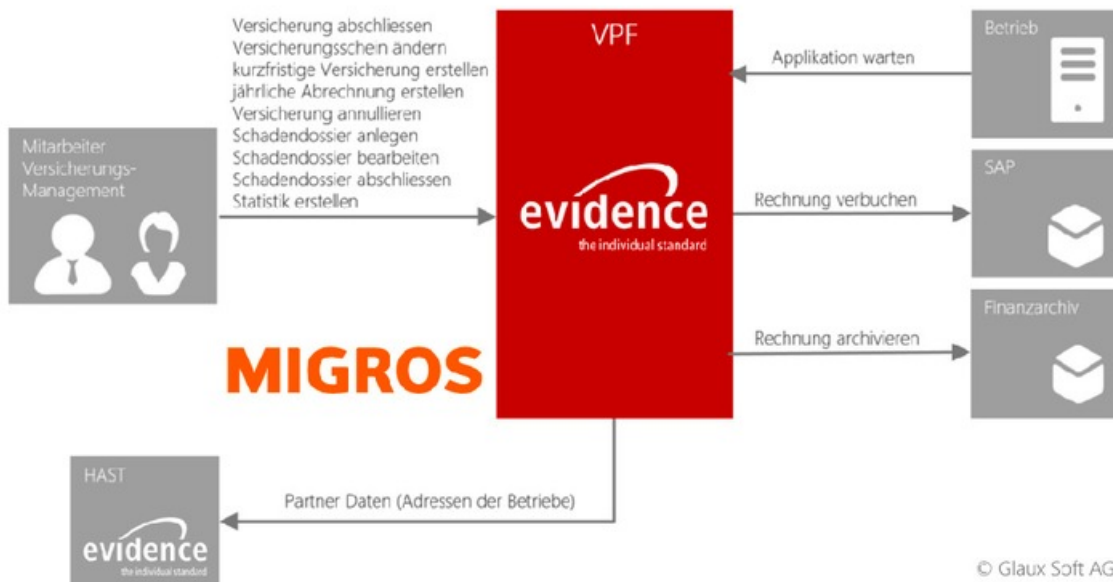 Versicherung abschliessen
Versicherungsschein ändern
kurzfristige Versicherung erstellen
jährliche Abrechnung erstellen
Versicherung annullieren
Schadendossier anlegen
Schadendossier bearbeiten
Schadendossier abschliessen
Statistik erstellen
Mitarbeiter
Versicherungs-
Management
VPF
evidence
the individual standard
Applikation warten
Betrieb
Rechnung verbuchen
SAP
Rechnung archivieren
Finanzarchiv
MIGROS
HAST
evidence
the individual standard
Partner Daten (Adressen der Betriebe)
© Glaux Soft AG